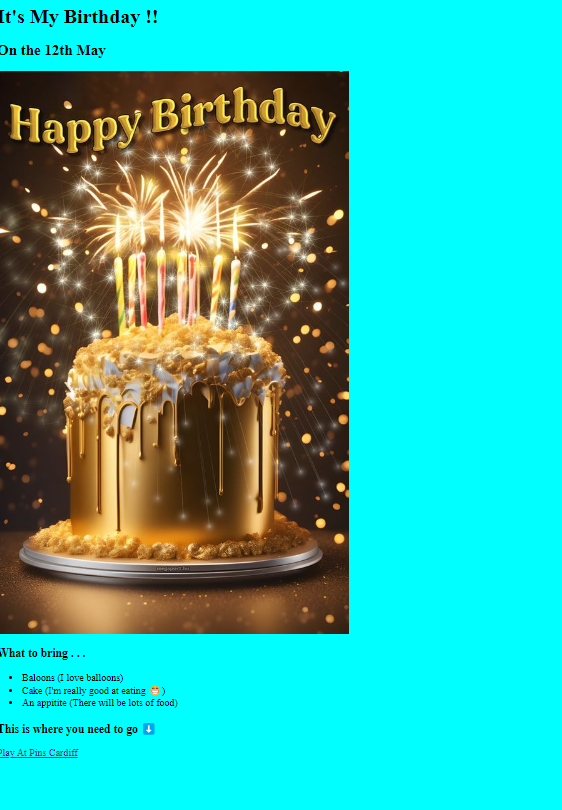 It's My Birthday !!
On the 12th May
Happy Birthday
What to bring . . .
Baloons (I love balloons)
Cake (I'm really good at eating 😁)
An appitite (There will be lots of food)
This is where you need to go ⬇️
Play At Pins Cardiff